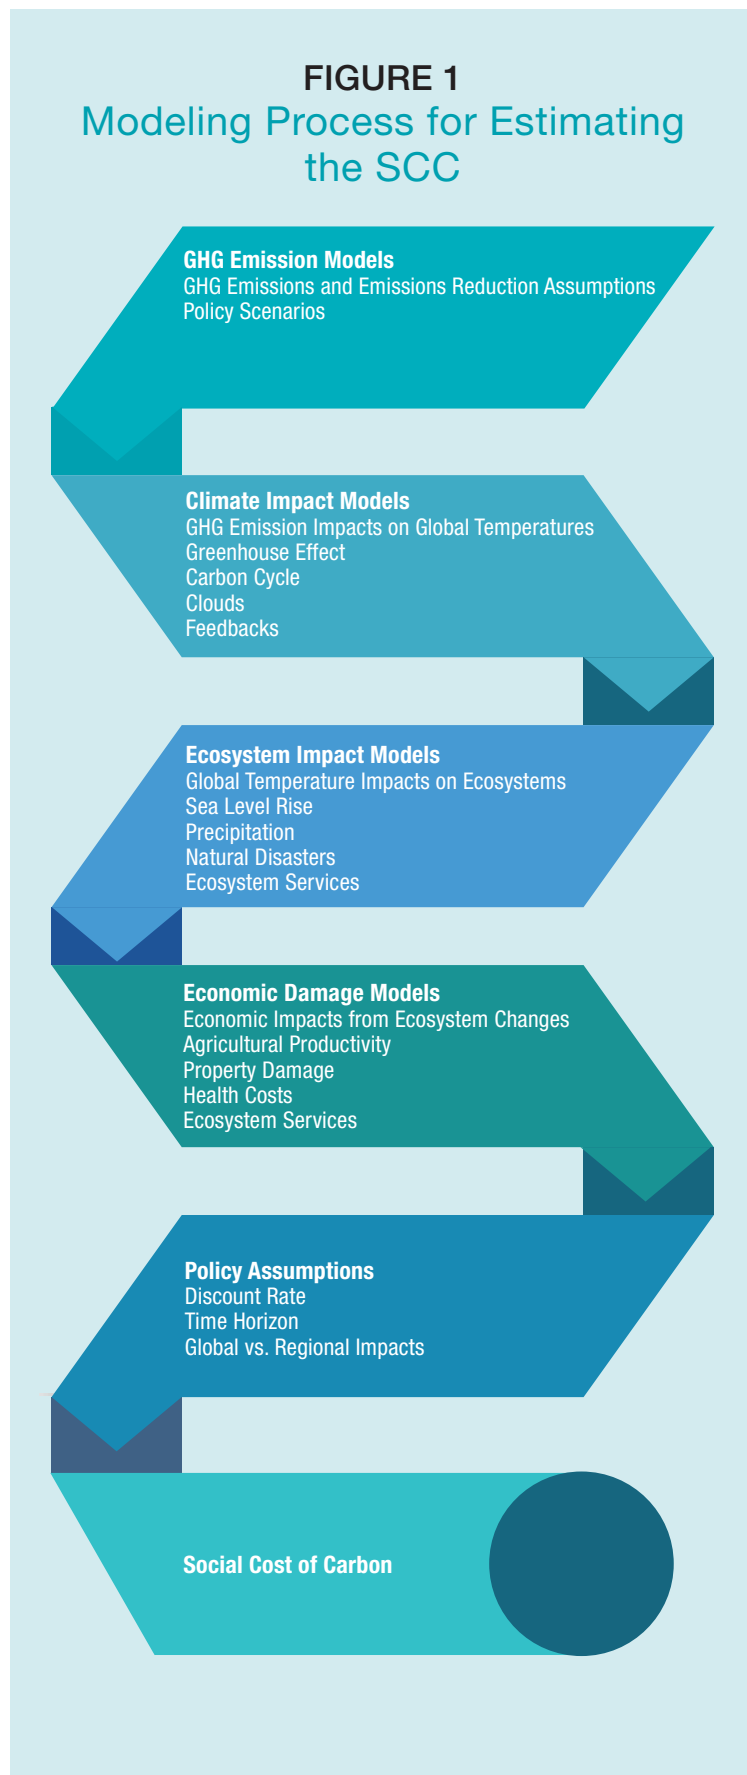 FIGURE 1
Modeling Process for Estimating
the SCC
GHG Emission Models
GHG Emissions and Emissions Reduction Assumptions
Policy Scenarios
Climate Impact Models
GHG Emission Impacts on Global Temperatures
Greenhouse Effect
Carbon Cycle
Clouds
Feedbacks
Ecosystem Impact Models
Global Temperature Impacts on Ecosystems
Sea Level Rise
Precipitation
Natural Disasters
Ecosystem Services
Economic Damage Models
Economic Impacts from Ecosystem Changes
Agricultural Productivity
Property Damage
Health Costs
Ecosystem Services
Policy Assumptions
Discount Rate
Time Horizon
Global vs. Regional Impacts
Social Cost of Carbon